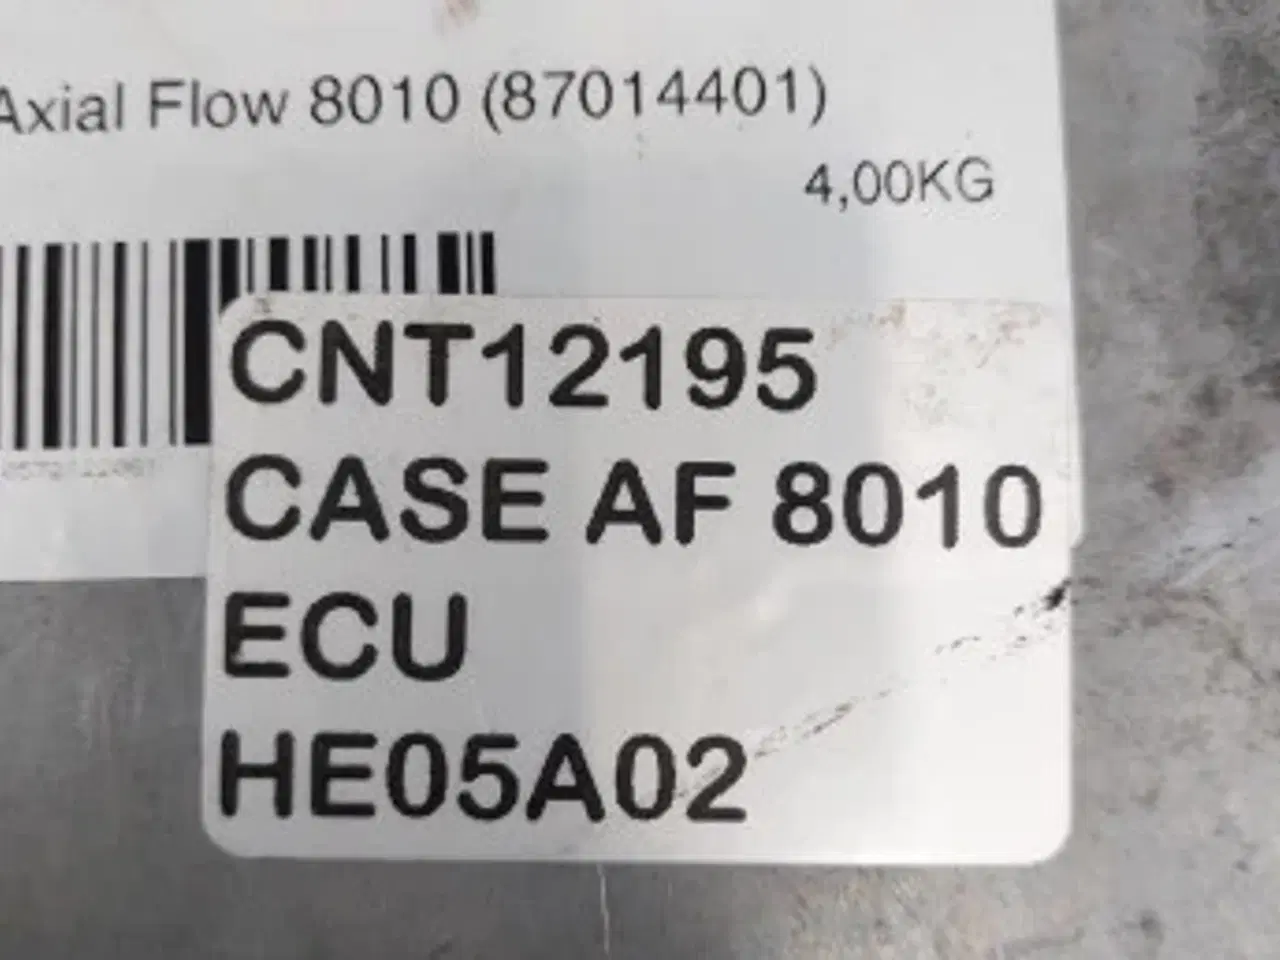 Axial Flow 8010 (87014401)
4,00KG
CNT12195
CASE AF 8010
ECU
HE05A02